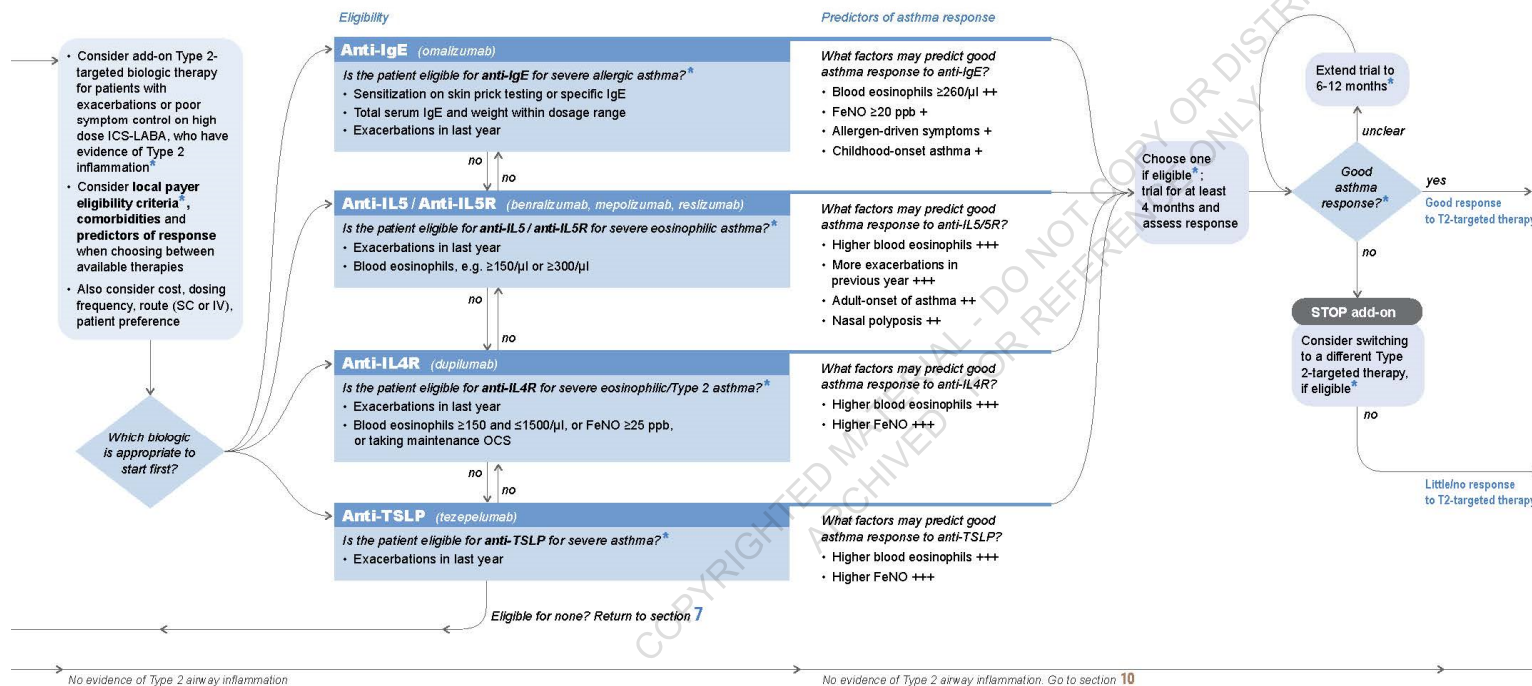 Eligibility
Predictors of asthma response
• Consider add-on Type 2-
targeted biologic therapy
for patients with
exacerbations or poor
symptom control on high
dose ICS-LABA, who have
evidence of Type 2
inflammation*
• Consider local payer
eligibility criteria*,
comorbidities and
predictors of response
when choosing between
available therapies
• Also consider cost, dosing
frequency, route (SC or IV),
patient preference
Which biologic
is appropriate to
start first?
Anti-IgE (omalizumab)
Is the patient eligible for anti-IgE for severe allergic asthma?*
• Sensitization on skin prick testing or specific IgE
• Total serum IgE and weight within dosage range
• Exacerbations in last year
What factors may predict good
asthma response to anti-IgE?
• Blood eosinophils ≥260/µl ++
• FeNO ≥20 ppb +
• Allergen-driven symptoms +
• Childhood-onset asthma +
no
no
Anti-IL5 / Anti-IL5R (benralizumab, mepolizumab, reslizumab)
Is the patient eligible for anti-IL5 / anti-IL5R for severe eosinophilic asthma?*
• Exacerbations in last year
• Blood eosinophils, e.g. ≥150/µl or ≥300/µl
What factors may predict good
asthma response to anti-IL5/5R?
• Higher blood eosinophils +++
• More exacerbations in
previous year +++
• Adult-onset of asthma ++
• Nasal polyposis ++
no
no
Anti-IL4R (dupilumab)
Is the patient eligible for anti-IL4R for severe eosinophilic/Type 2 asthma?*
• Exacerbations in last year
• Blood eosinophils ≥150 and ≤1500/µl, or FeNO ≥25 ppb,
or taking maintenance OCS
What factors may predict good
asthma response to anti-IL4R?
• Higher blood eosinophils +++
• Higher FeNO +++
no
no
Anti-TSLP (tezepelumab)
Is the patient eligible for anti-TSLP for severe asthma?*
• Exacerbations in last year
What factors may predict good
asthma response to anti-TSLP?
• Higher blood eosinophils +++
• Higher FeNO +++
Eligible for none? Return to section 7
Choose one
if eligible*;
trial for at least
4 months and
assess response
Extend trial to
6-12 months*
unclear
Good
asthma
response?*
yes
Good response
to T2-targeted therapy
no
STOP add-on
Consider switching
to a different Type
2-targeted therapy,
if eligible*
no
Little/no response
to T2-targeted therapy
No evidence of Type 2 airway inflammation
No evidence of Type 2 airway inflammation. Go to section 10
COPYRIGHTED MATERIAL - DO NOT COPY OR DISTRI
ARCHIVED - FOR REFERENCE ONLY